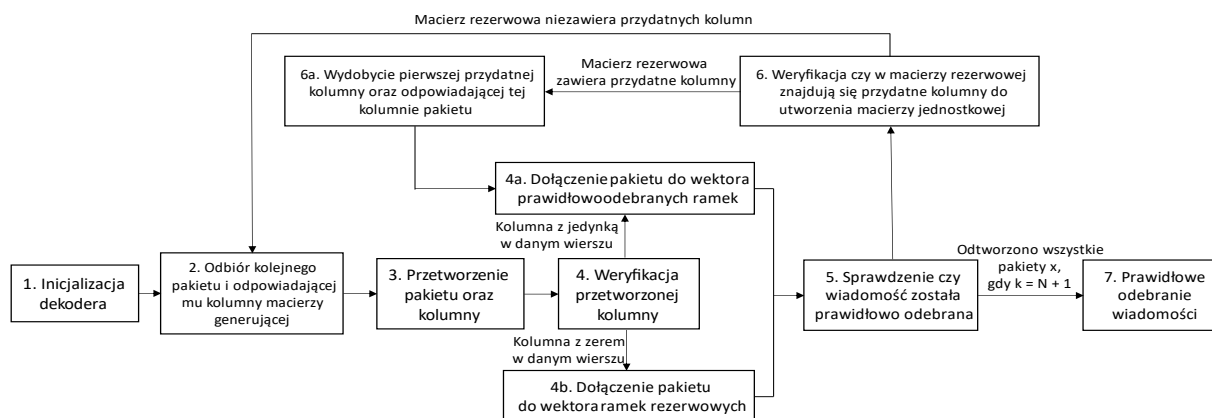 Macierz rezerwowa niezawiera przydatnych kolumn
6a. Wydobycie pierwszej przydatnej
kolumny oraz odpowiadającej tej
kolumnie pakietu
Macierz rezerwowa
zawiera przydatne kolumny
6. Weryfikacja czy w macierzy rezerwowej
znajdują się przydatne kolumny do
utworzenia macierzy jednostkowej
4a. Dołączenie pakietu do wektora
prawidłowoodebranych ramek
Kolumna z jedynką
w danym wierszu
1. Inicjalizacja
dekodera
2. Odbiór kolejnego
pakietu i odpowiadającej
mu kolumny macierzy
generującej
3. Przetworzenie
pakietu oraz
kolumny
4. Weryfikacja
przetworzonej
kolumny
5. Sprawdzenie czy
wiadomość została
prawidłowo odebrana
Odtworzono wszystkie
pakiety x,
gdy k = N + 1
7. Prawidłowe
odebranie
wiadomości
Kolumna z zerem
w danym wierszu
4b. Dołączenie pakietu
do wektora ramek rezerwowych